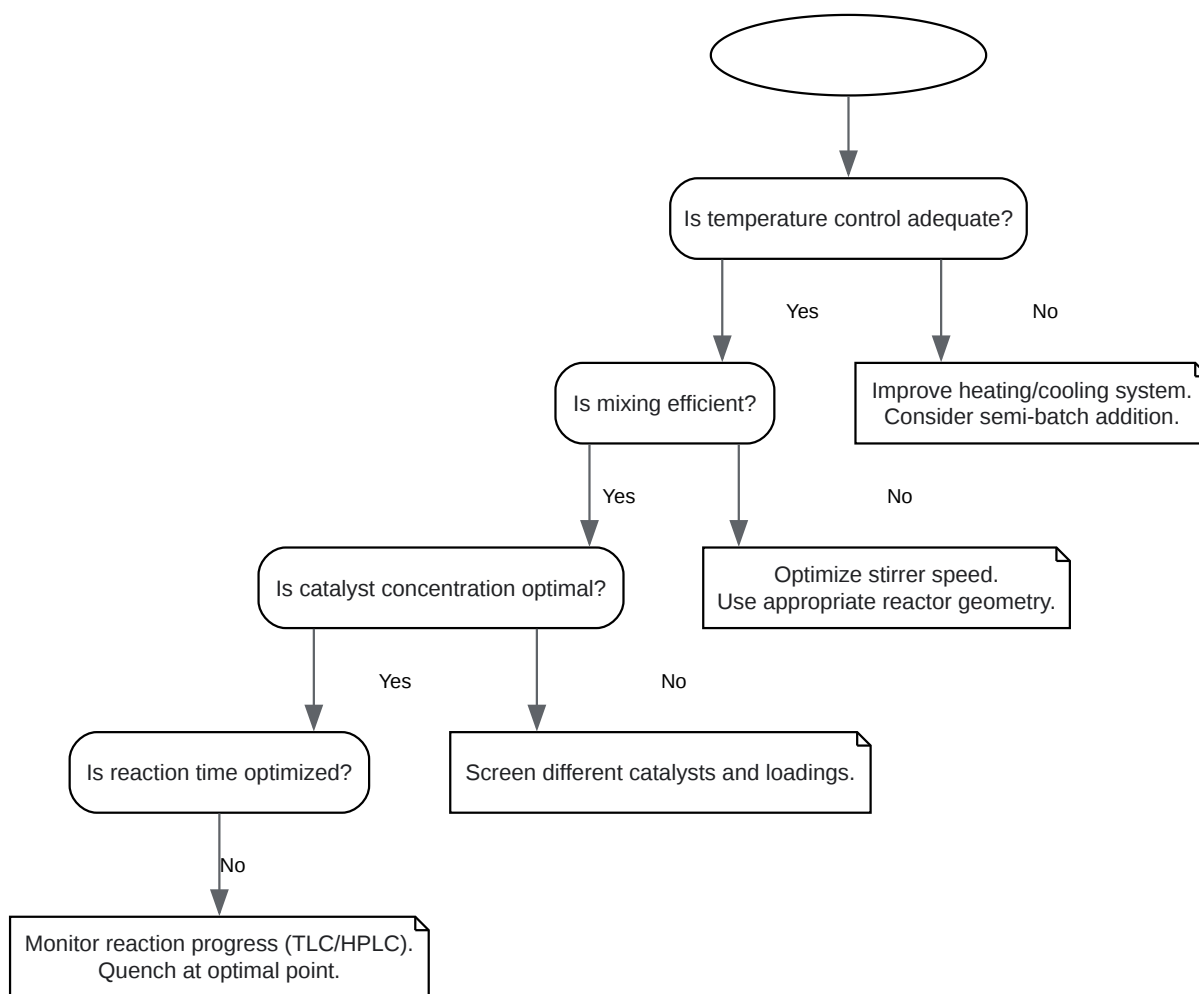 Is temperature control adequate?
Yes
No
Is mixing efficient?
Improve heating/cooling system.
Consider semi-batch addition.
Yes
No
Is catalyst concentration optimal?
Optimize stirrer speed.
Use appropriate reactor geometry.
Yes
No
Is reaction time optimized?
Screen different catalysts and loadings.
No
Monitor reaction progress (TLC/HPLC).
Quench at optimal point.